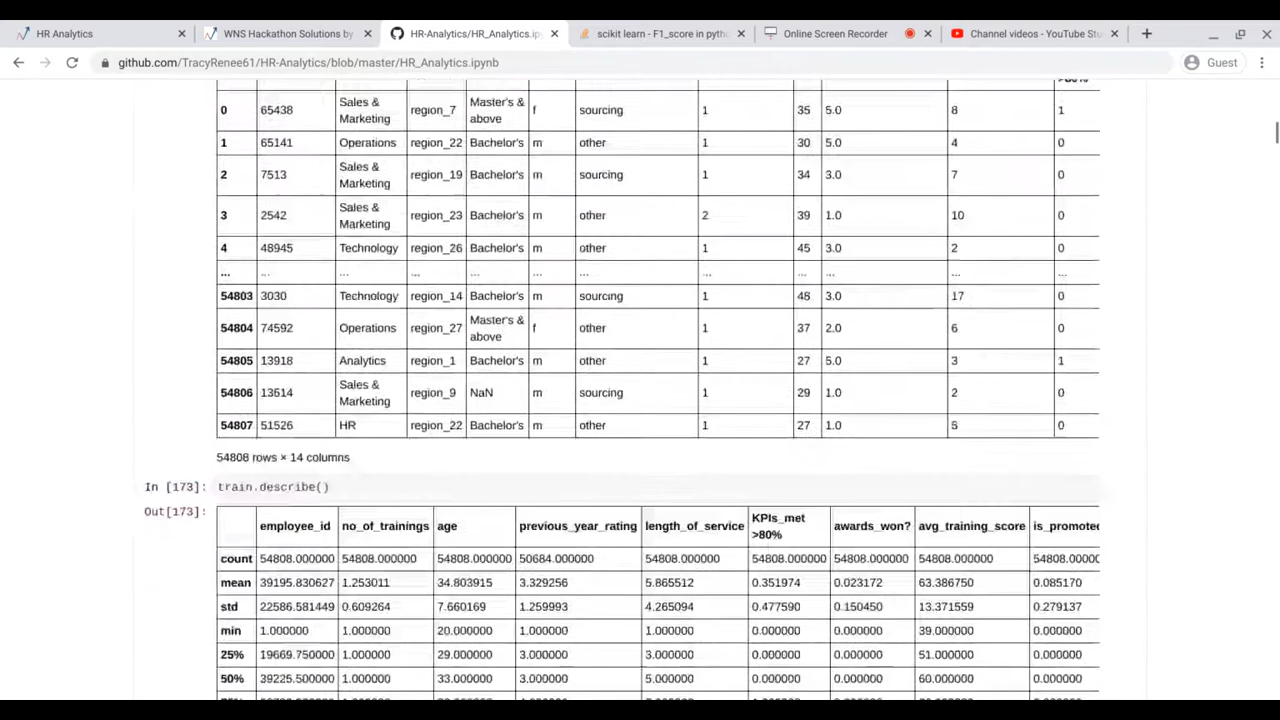 HR Analytics
WNS Hackathon Solutions by
HR-Analytics/HR_Analytics.ip
scikit learn - F1_score in pyth
Online Screen Recorder
Channel videos - YouTube Stu
github.com/TracyRenee61/HR-Analytics/blob/master/HR_Analytics.ipynb
Guest
>80%
0 65438 Sales & Marketing region_7 Master's & above f sourcing 1 35 5.0 8 1
1 65141 Operations region_22 Bachelor's m other 1 30 5.0 4 0
2 7513 Sales & Marketing region_19 Bachelor's m sourcing 1 34 3.0 7 0
3 2542 Sales & Marketing region_23 Bachelor's m other 2 39 1.0 10 0
4 48945 Technology region_26 Bachelor's m other 1 45 3.0 2 0
... ... ... ... ... ... ... ... ... ... ... ...
54803 3030 Technology region_14 Bachelor's m sourcing 1 48 3.0 17 0
54804 74592 Operations region_27 Master's & above f other 1 37 2.0 6 0
54805 13918 Analytics region_1 Bachelor's m other 1 27 5.0 3 1
54806 13614 Sales & Marketing region_9 NaN m sourcing 1 29 1.0 2 0
54807 51526 HR region_22 Bachelor's m other 1 27 1.0 5 0
54808 rows × 14 columns
In [173]: train.describe()
Out[173]:
employee_id no_of_trainings age previous_year_rating length_of_service KPIs_met >80% awards_won? avg_training_score is_promoted
count 54808.000000 54808.000000 54808.000000 50684.000000 54808.000000 54808.000000 54808.000000 54808.000000 54808.0000
mean 39195.830627 1.253011 34.803915 3.329256 5.865512 0.351974 0.023172 63.386750 0.085170
std 22586.581449 0.609264 7.660169 1.259993 4.265094 0.477590 0.150450 13.371559 0.279137
min 1.000000 1.000000 20.000000 1.000000 1.000000 0.000000 0.000000 39.000000 0.000000
25% 19669.750000 1.000000 29.000000 3.000000 3.000000 0.000000 0.000000 51.000000 0.000000
50% 39225.500000 1.000000 33.000000 3.000000 5.000000 0.000000 0.000000 60.000000 0.000000